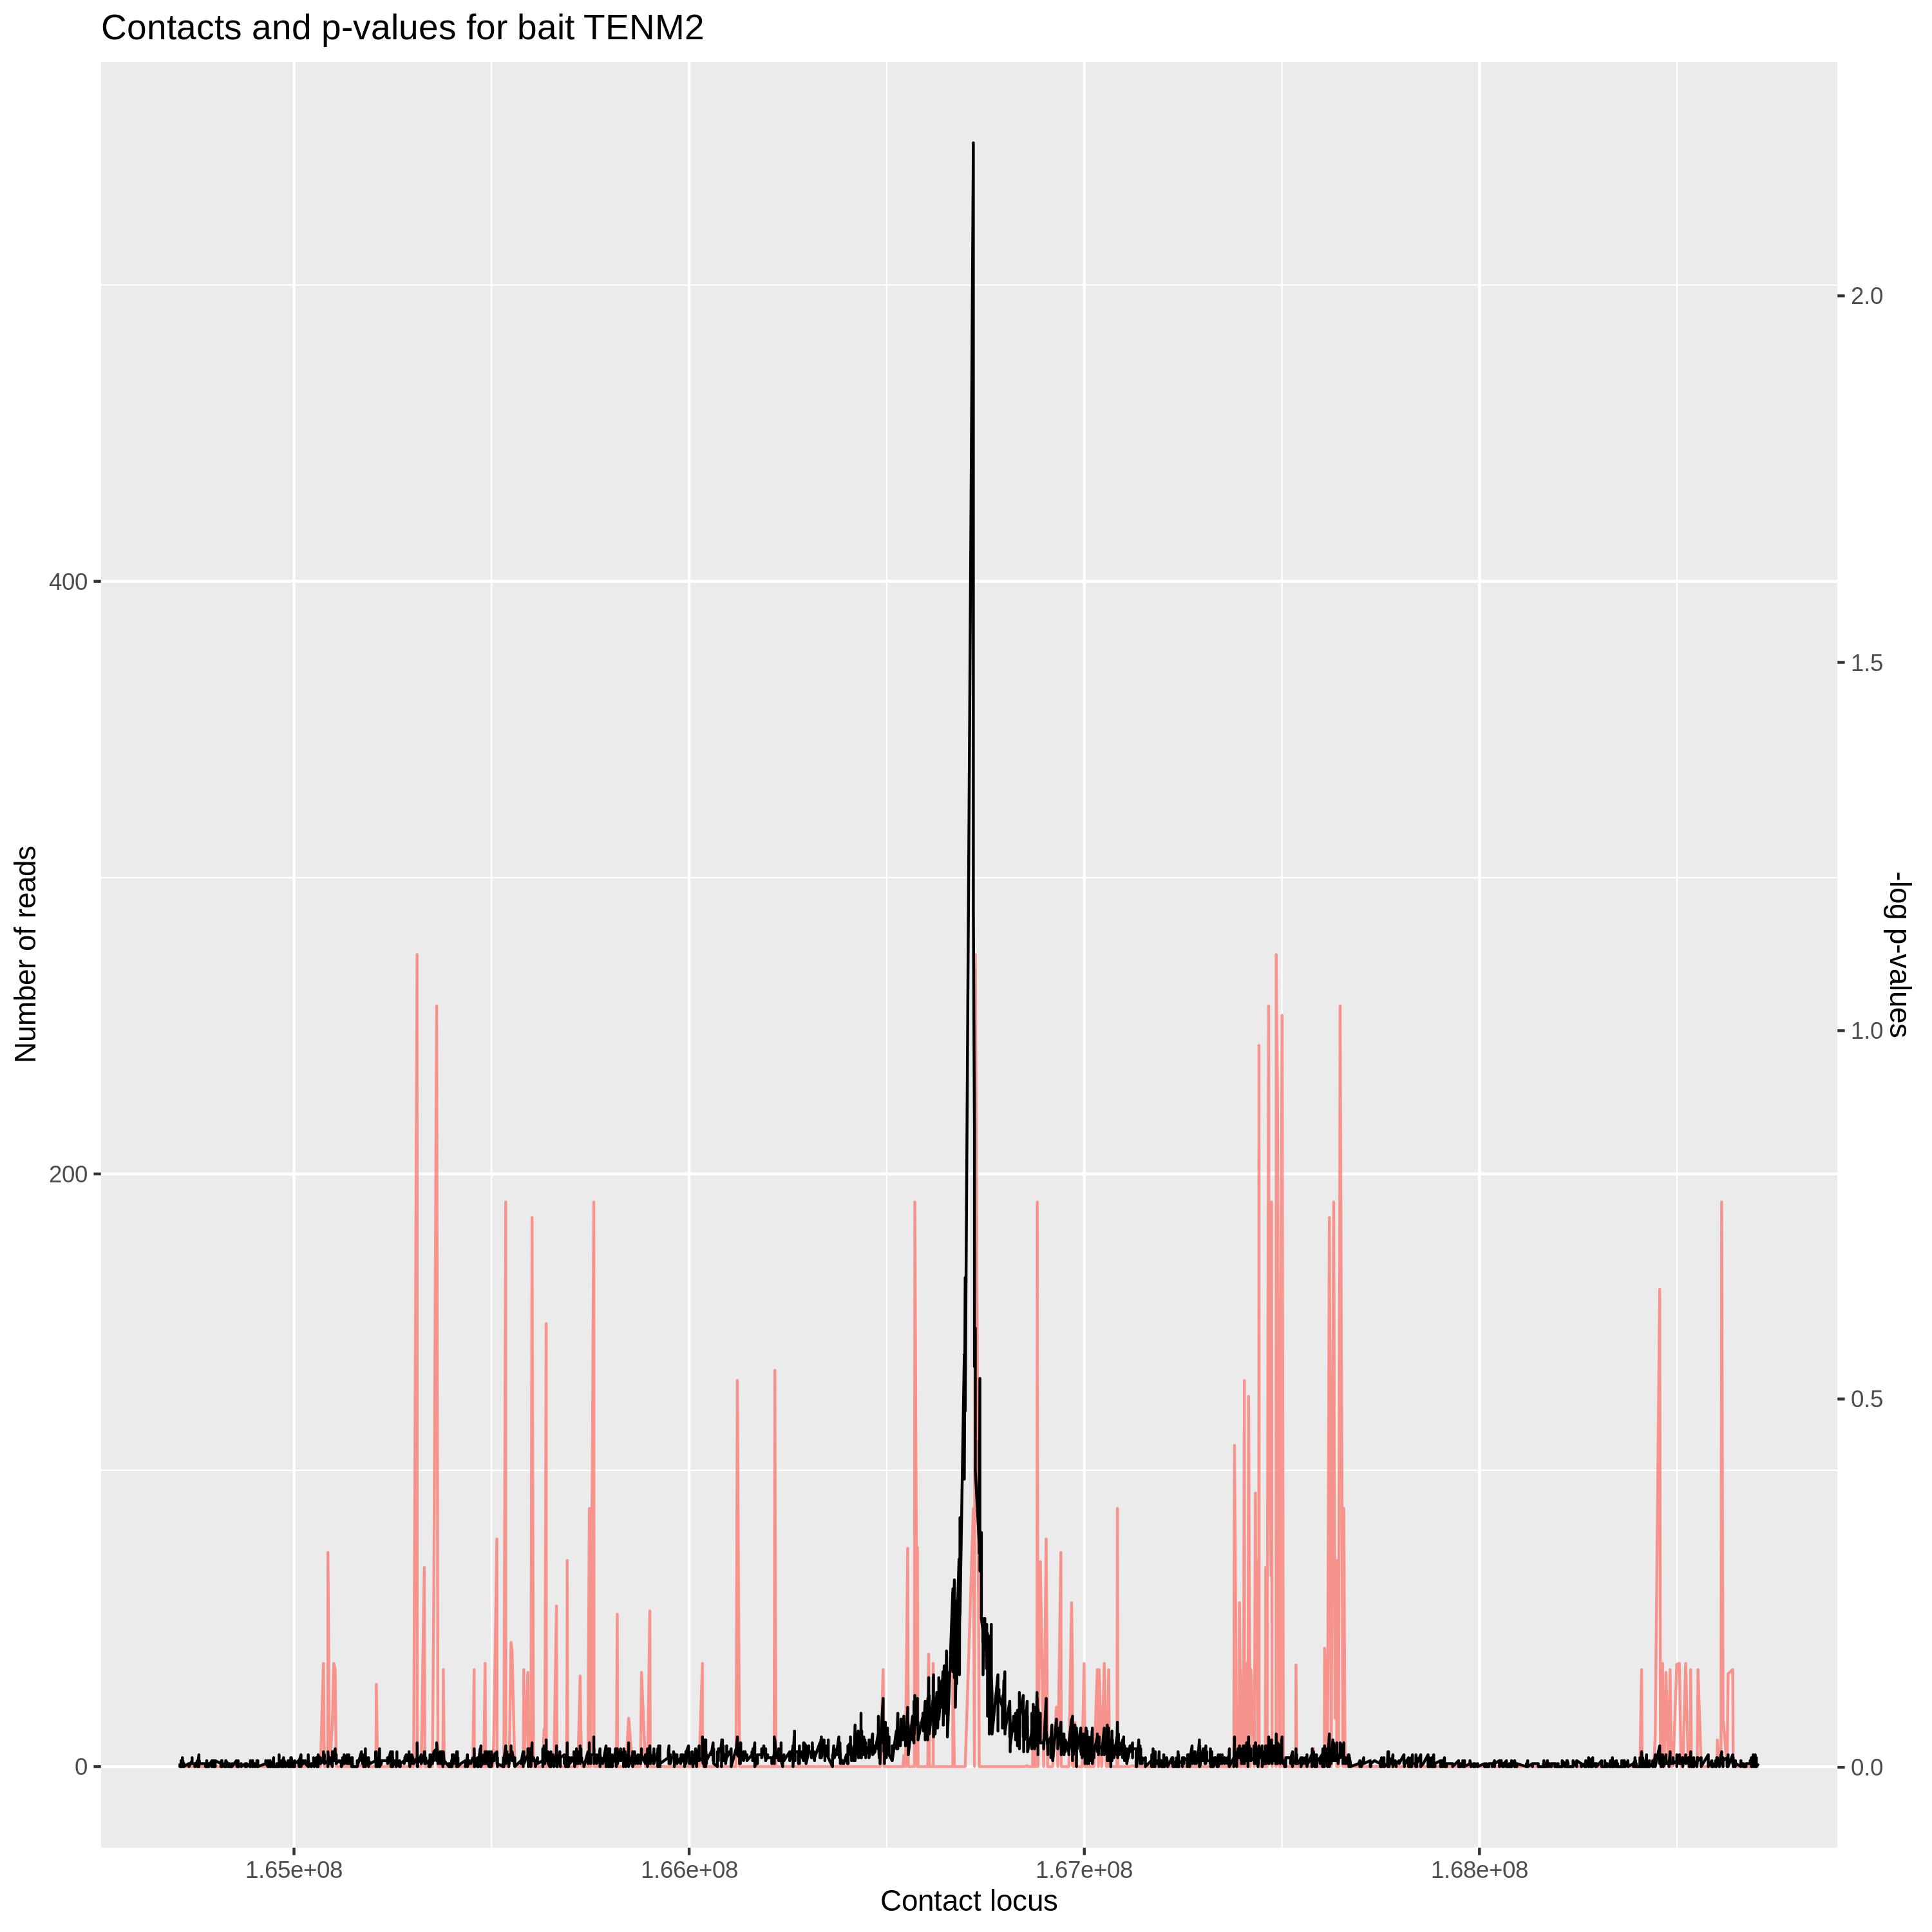 Contacts and p-values for bait TENM2
Number of reads
400
200
0
2.0
1.5
1.0
0.5
0.0
-log p-values
1.65e+08
1.66e+08
1.67e+08
1.68e+08
Contact locus